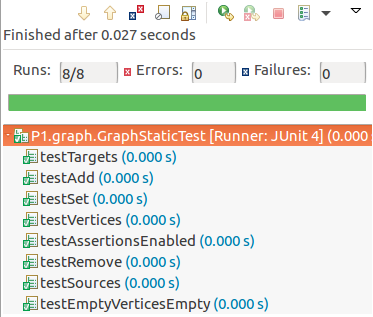 Finished after 0.027 seconds
Runs: 8/8 Errors: 0 Failures: 0
P1.graph.GraphStaticTest [Runner: JUnit 4] (0.000
testTargets (0.000 s)
testAdd (0.000 s)
testSet (0.000 s)
testVertices (0.000 s)
testAssertionsEnabled (0.000 s)
testRemove (0.000 s)
testSources (0.000 s)
testEmptyVerticesEmpty (0.000 s)